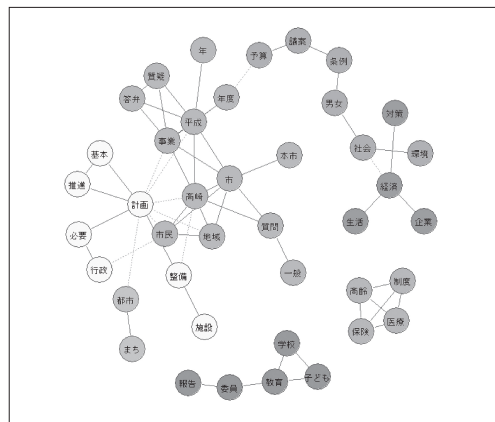 議案
年
予算
条例
質疑
答弁
年度
男女
対策
平成
事業
社会
環境
基本
本市
市
推進
経済
計画
高崎
生活
企業
必要
市民
地域
質問
行政
整備
一般
制度
高齢
都市
施設
保険
医療
まち
学校
報告
委員
教育
子ども